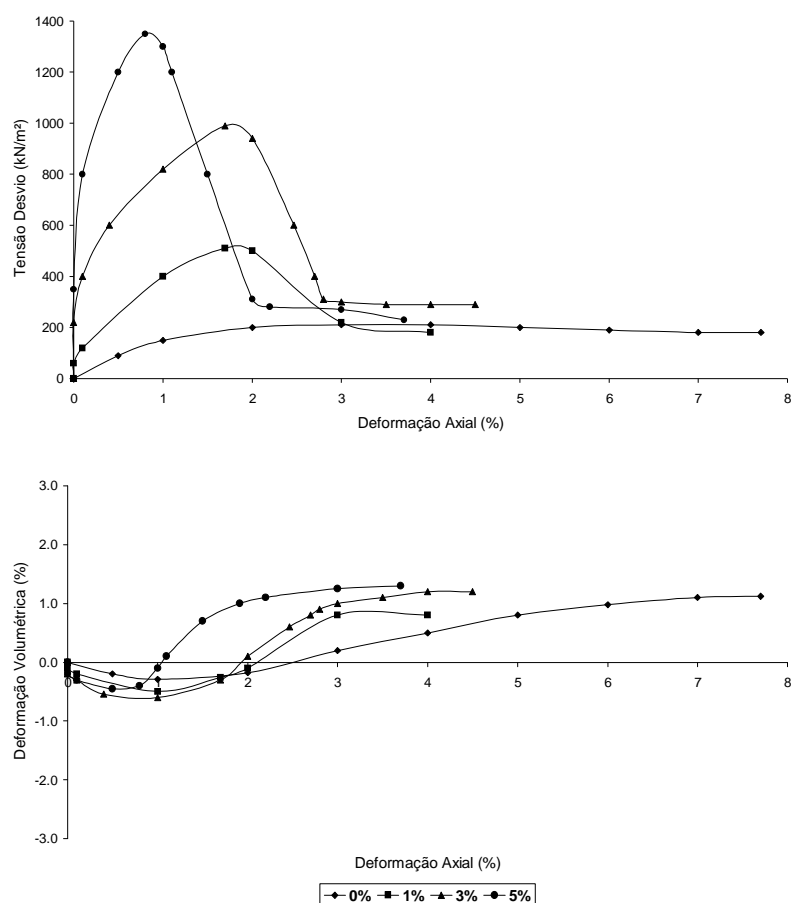 1400
1200
1000
800
600
400
200
0
Tensão Desvio (kN/m²)
0 1 2 3 4 5 6 7 8
Deformação Axial (%)
3.0
2.0
1.0
0.0
-1.0
-2.0
-3.0
Deformação Volumétrica (%)
0 1 2 3 4 5 6 7 8
Deformação Axial (%)
0% 1% 3% 5%